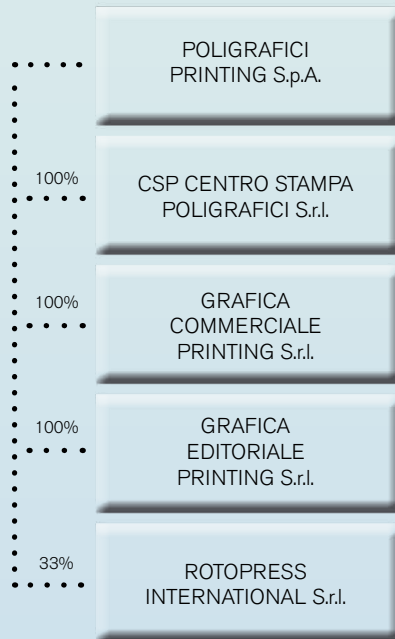 POLIGRAFICI
PRINTING S.p.A.
100%
CSP CENTRO STAMPA
POLIGRAFICI S.r.l.
100%
GRAFICA
COMMERCIALE
PRINTING S.r.l.
100%
GRAFICA
EDITORIALE
PRINTING S.r.l.
33%
ROTOPRESS
INTERNATIONAL S.r.l.